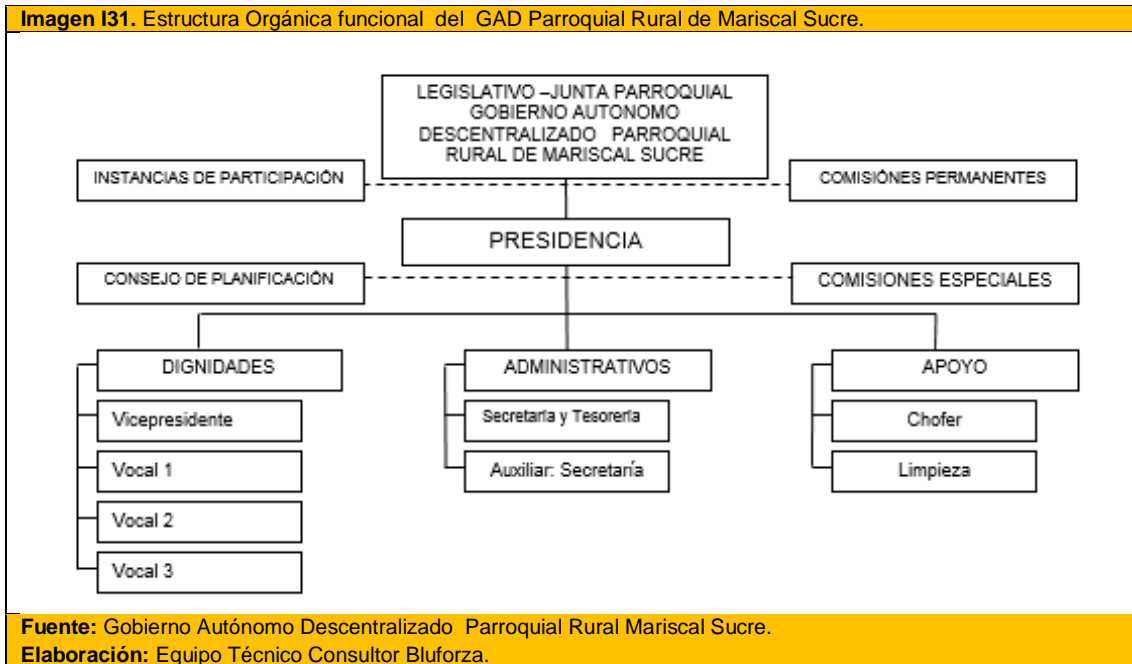 Imagen I31. Estructura Orgánica funcional del GAD Parroquial Rural de Mariscal Sucre.
LEGISLATIVO –JUNTA PARROQUIAL
GOBIERNO AUTONOMO
DESCENTRALIZADO PARROQUIAL
RURAL DE MARISCAL SUCRE
INSTANCIAS DE PARTICIPACIÓN
COMISIÓNES PERMANENTES
PRESIDENCIA
CONSEJO DE PLANIFICACIÓN
COMISIONES ESPECIALES
DIGNIDADES
Vicepresidente
Vocal 1
Vocal 2
Vocal 3
ADMINISTRATIVOS
Secretaría y Tesorería
Auxiliar: Secretaría
APOYO
Chofer
Limpieza
Fuente: Gobierno Autónomo Descentralizado Parroquial Rural Mariscal Sucre.
Elaboración: Equipo Técnico Consultor Bluforza.